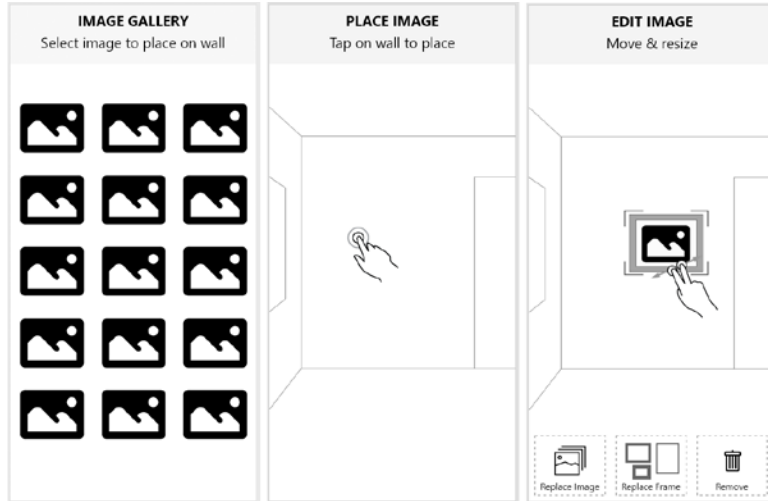 IMAGE GALLERY
Select image to place on wall
PLACE IMAGE
Tap on wall to place
EDIT IMAGE
Move & resize
Replace Image
Replace Frame
Remove